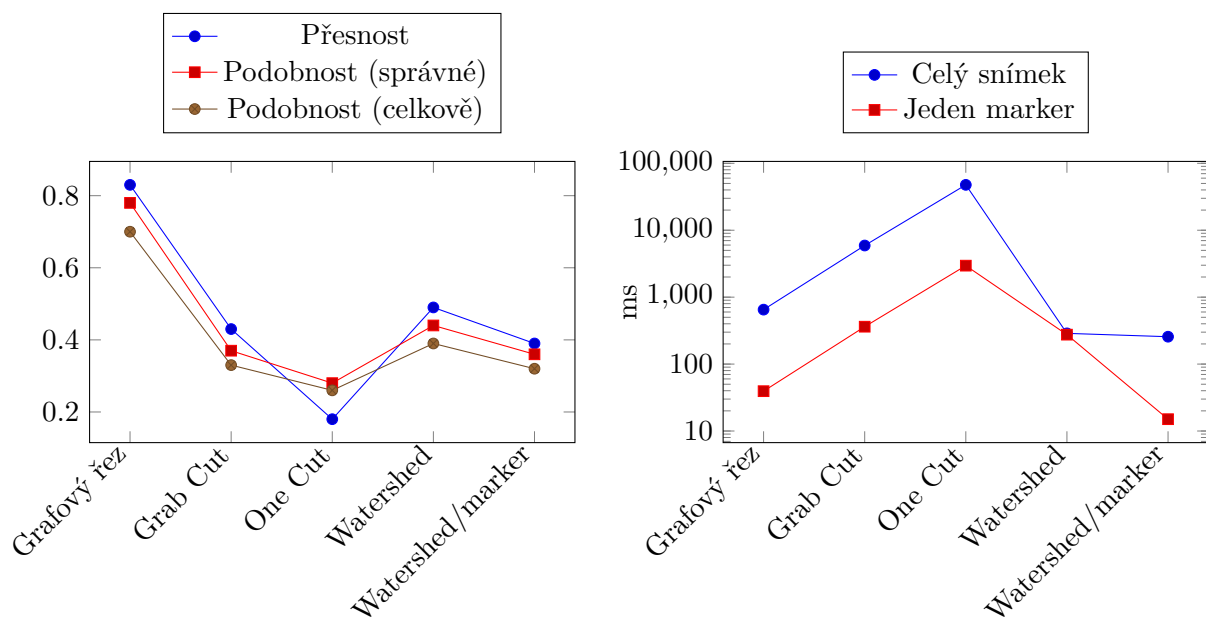 Přesnost
Podobnost (správné)
Podobnost (celkově)
0.8
0.6
0.4
0.2
Grafový řez
Grab Cut
One Cut
Watershed
Watershed/marker
Celý snímek
Jeden marker
100,000
10,000
1,000
100
10
ms
Grafový řez
Grab Cut
One Cut
Watershed
Watershed/marker